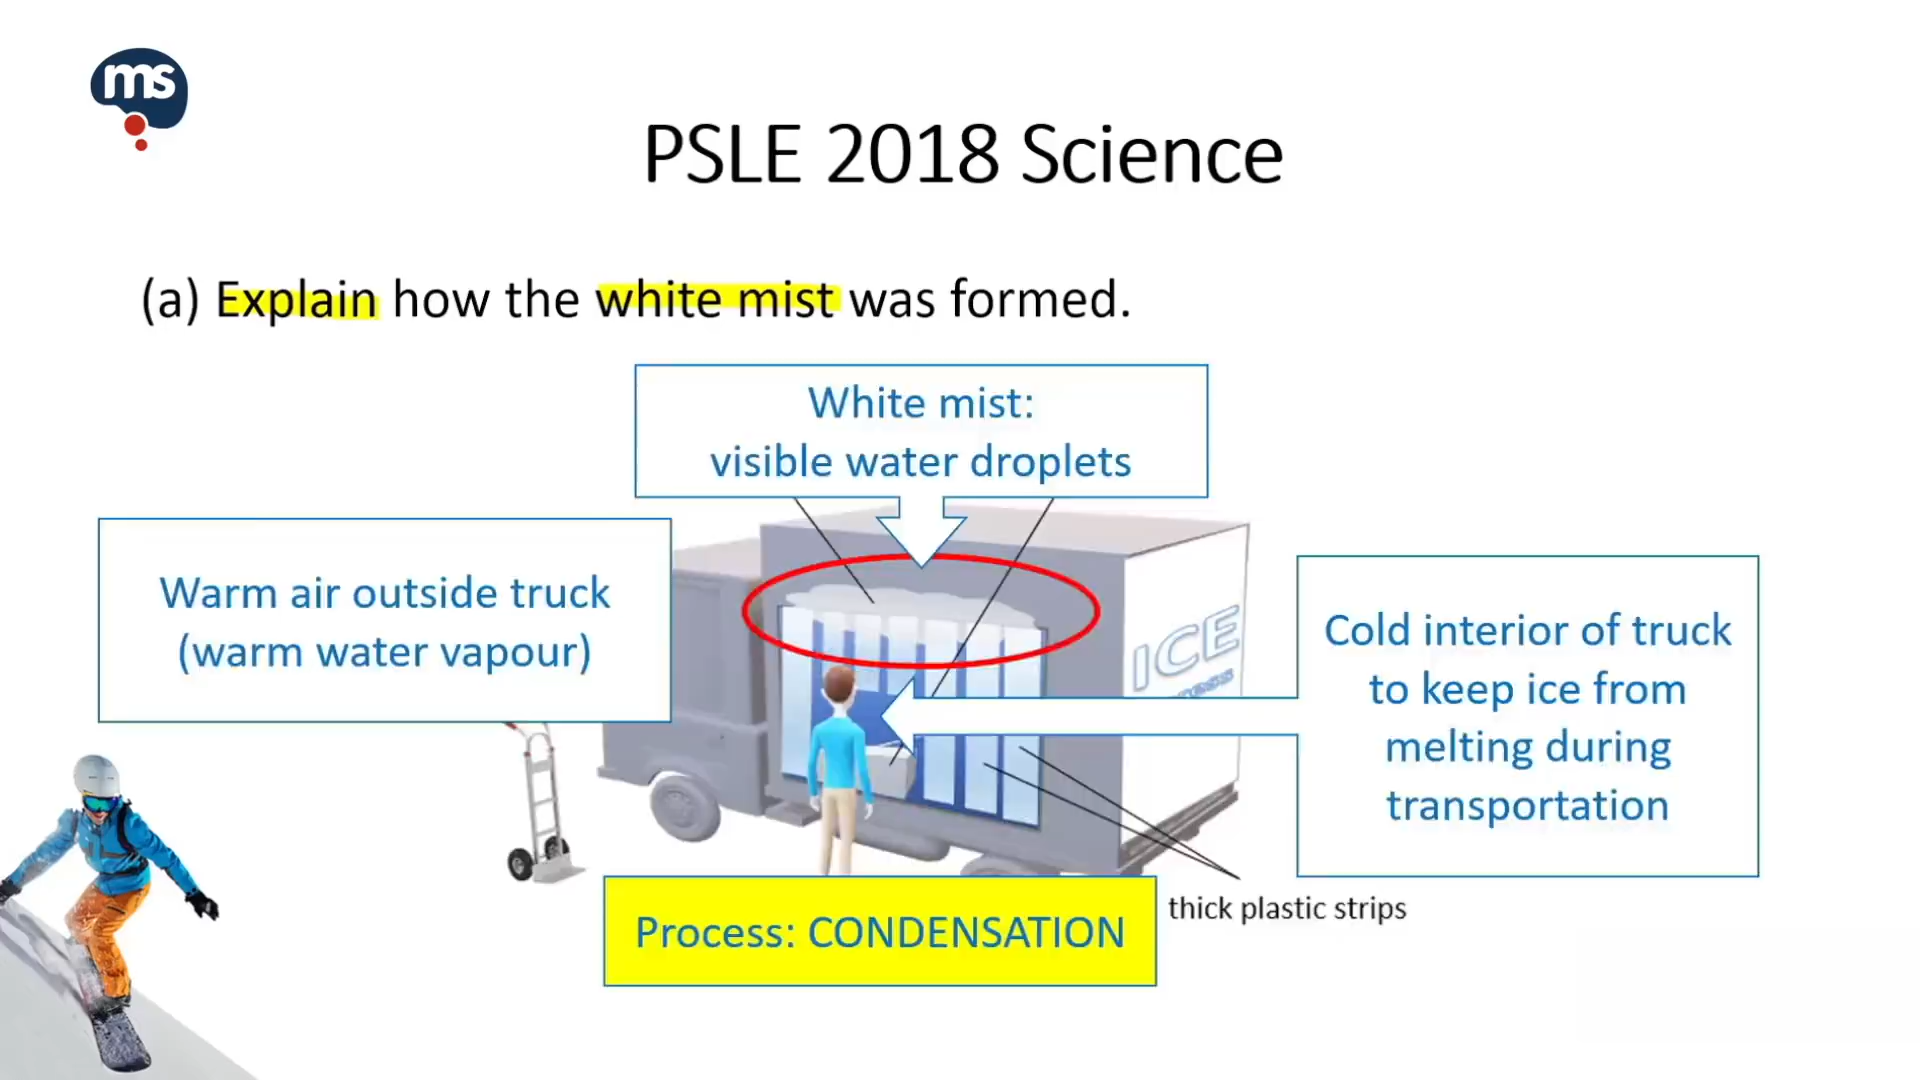 ms
PSLE 2018 Science
(a) Explain how the white mist was formed.
White mist:
visible water droplets
Warm air outside truck
(warm water vapour)
ICE
Cold interior of truck
to keep ice from
melting during
transportation
thick plastic strips
Process: CONDENSATION